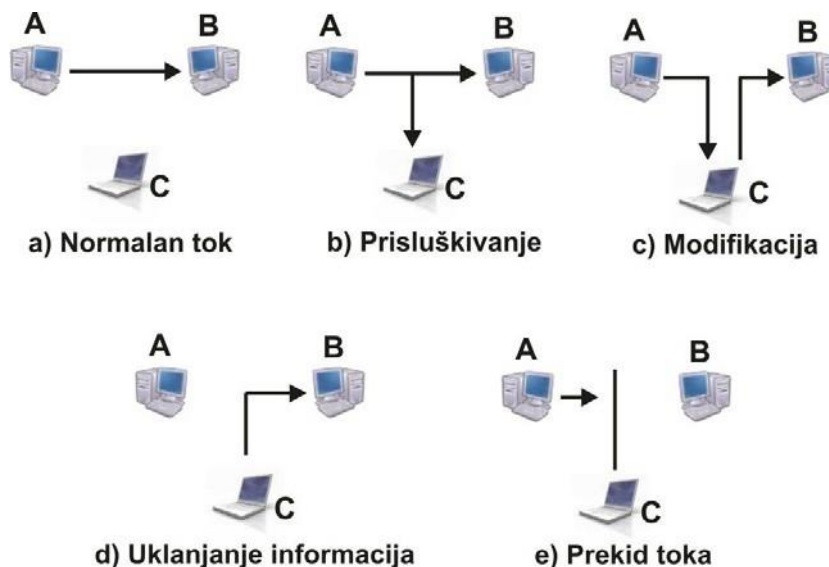 A
B
C
a) Normalan tok
A
B
C
b) Prisluškivanje
A
B
C
c) Modifikacija
A
B
C
d) Uklanjanje informacija
A
B
C
e) Prekid toka